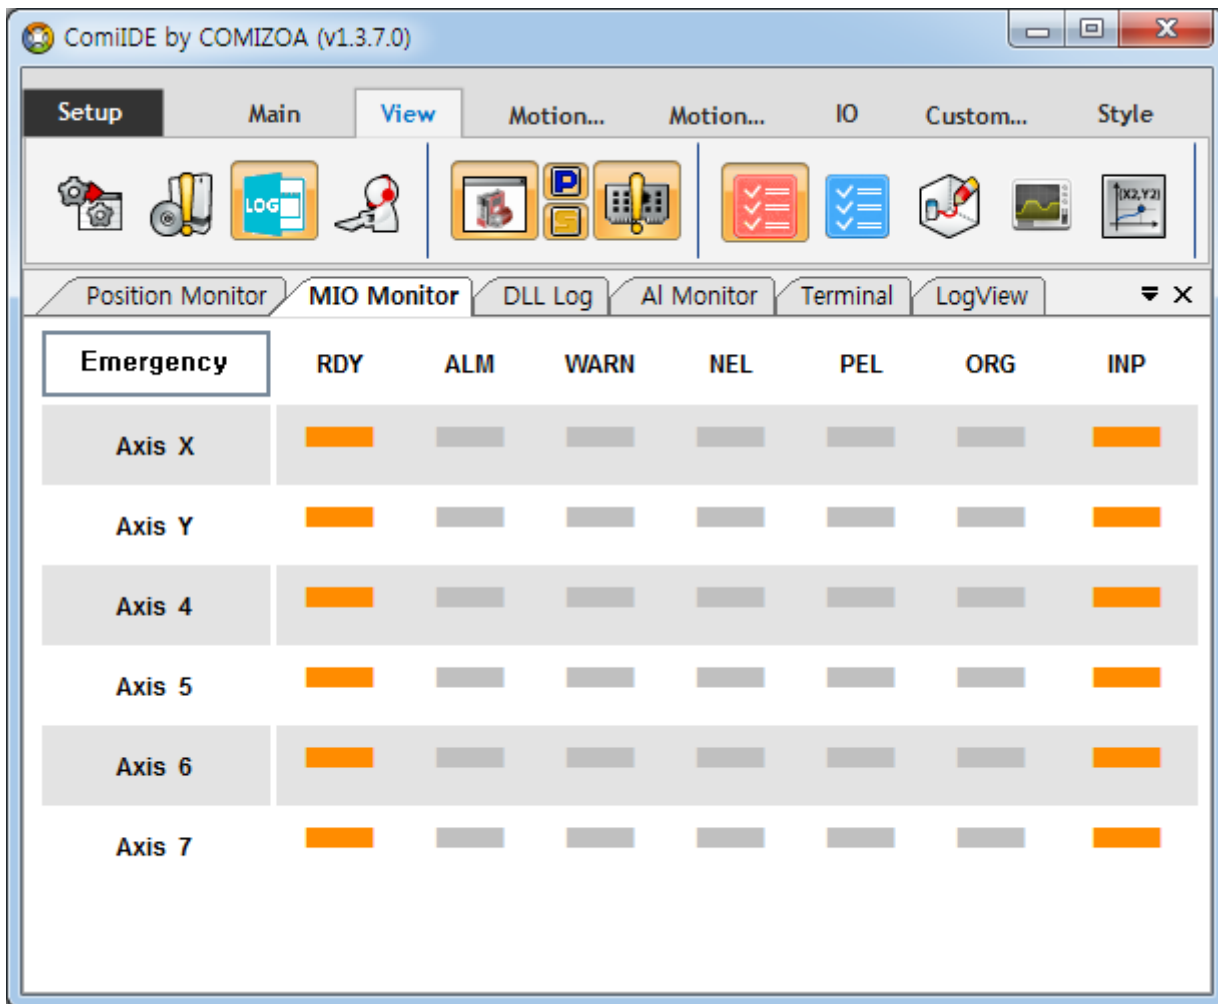 ComiIDE by COMIZOA (v1.3.7.0)
Setup Main View Motion... Motion... IO Custom... Style
LOG P S (X2,Y2)
Position Monitor MIO Monitor DLL Log AI Monitor Terminal LogView
Emergency RDY ALM WARN NEL PEL ORG INP
Axis X
Axis Y
Axis 4
Axis 5
Axis 6
Axis 7